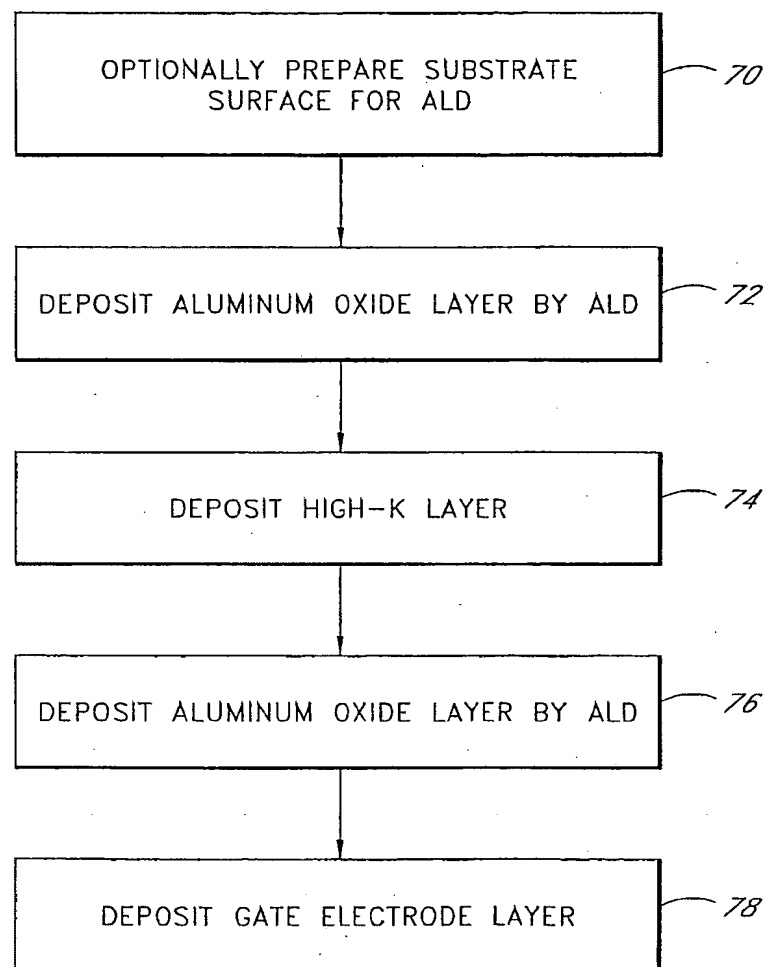 OPTIONALLY PREPARE SUBSTRATE
SURFACE FOR ALD
70
DEPOSIT ALUMINUM OXIDE LAYER BY ALD
72
DEPOSIT HIGH-K LAYER
74
DEPOSIT ALUMINUM OXIDE LAYER BY ALD
76
DEPOSIT GATE ELECTRODE LAYER
78